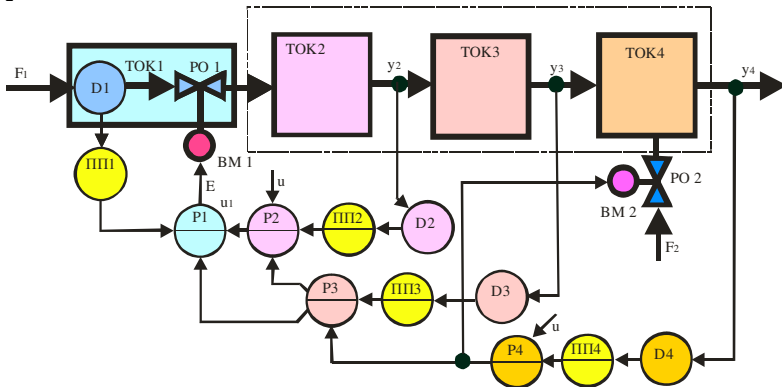 ТОК2
ТОК3
ТОК4
F1
ТОК1
РО 1
y2
y3
y4
D1
ПП1
ВМ 1
E
u
u1
P1
P2
ПП2
D2
ВМ 2
РО 2
F2
P3
ПП3
D3
u
P4
ПП4
D4